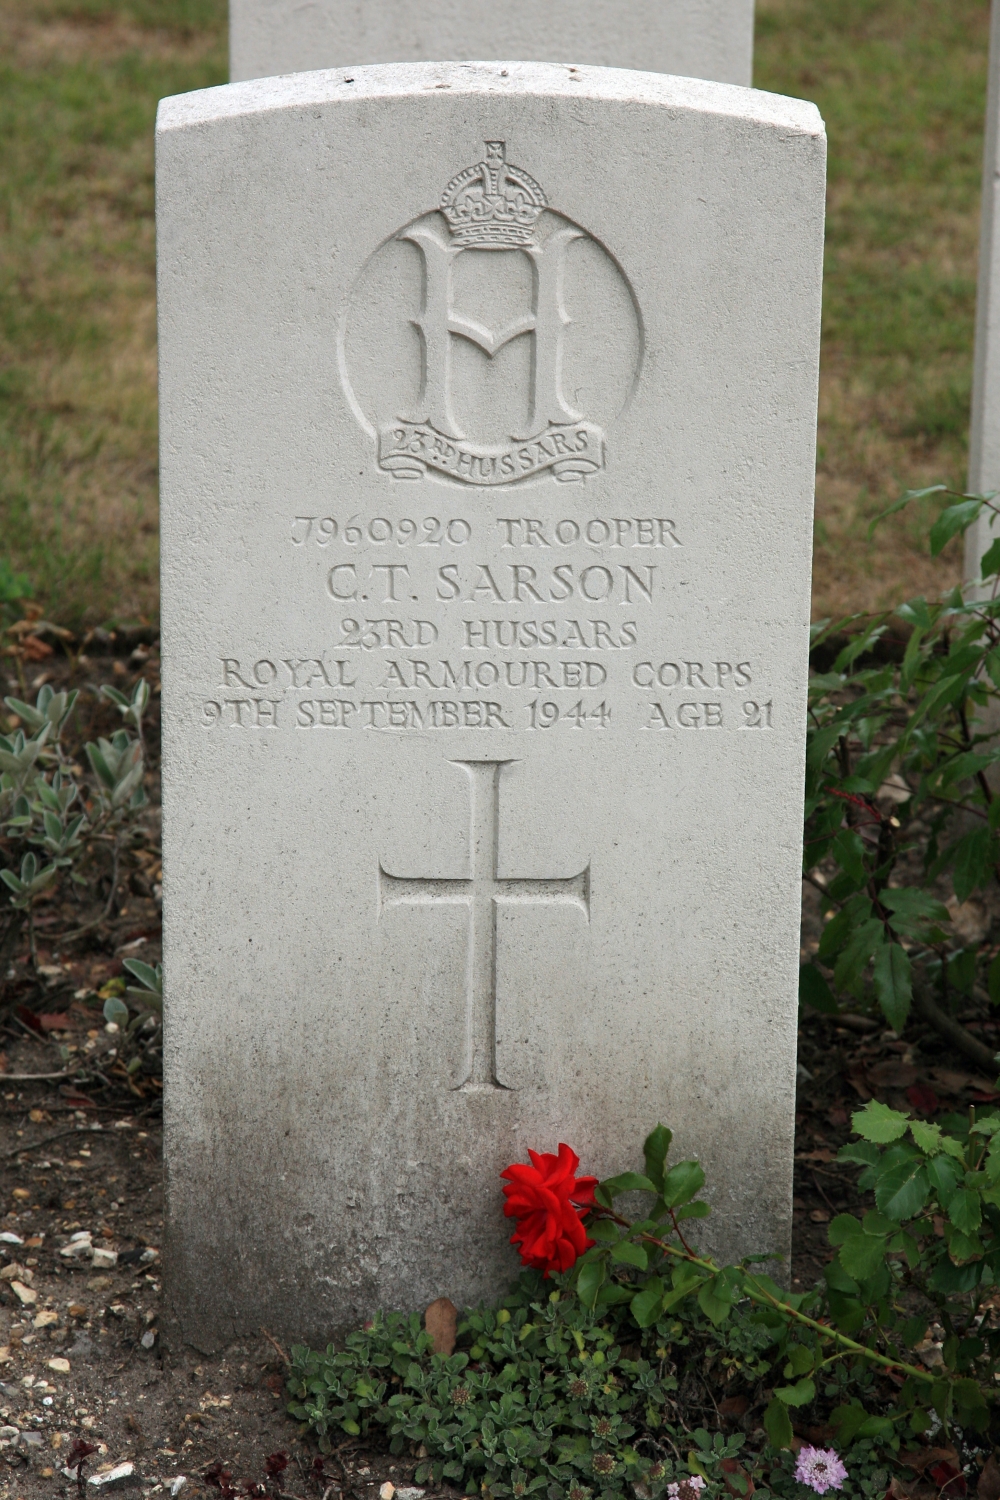 H
23RD HUSSARS
7960920 TROOPER
C.T. SARSON
23RD HUSSARS
ROYAL ARMOURED CORPS
9TH SEPTEMBER 1944 AGE 21